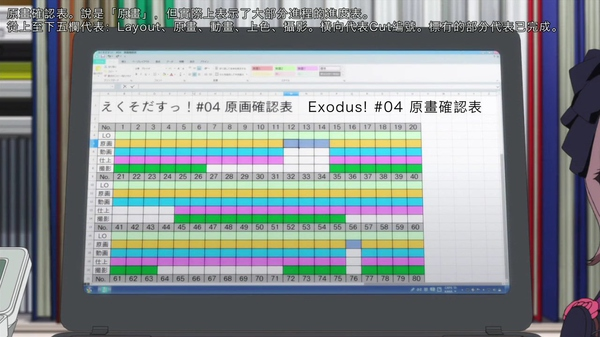 原畫確認表。說是「原畫」，但實際上表示了大部分進程的進度表。
從上至下五欄代表：Layout、原畫、動畫、上色、攝影。橫向代表Cut編號。標有的部分代表已完成。
えくそだすっ！#04 原画確認表 Exodus! #04 原畫確認表
No. 1 2 3 4 5 6 7 8 9 10 11 12 13 14 15 16 17 18 19 20
LO
原画
動画
仕上
撮影
No. 21 22 23 24 25 26 27 28 29 30 31 32 33 34 35 36 37 38 39 40
LO
原画
動画
仕上
撮影
No. 41 42 43 44 45 46 47 48 49 50 51 52 53 54 55 56 57 58 59 60
LO
原画
動画
仕上
撮影
No. 61 62 63 64 65 66 67 68 69 70 71 72 73 74 75 76 77 78 79 80